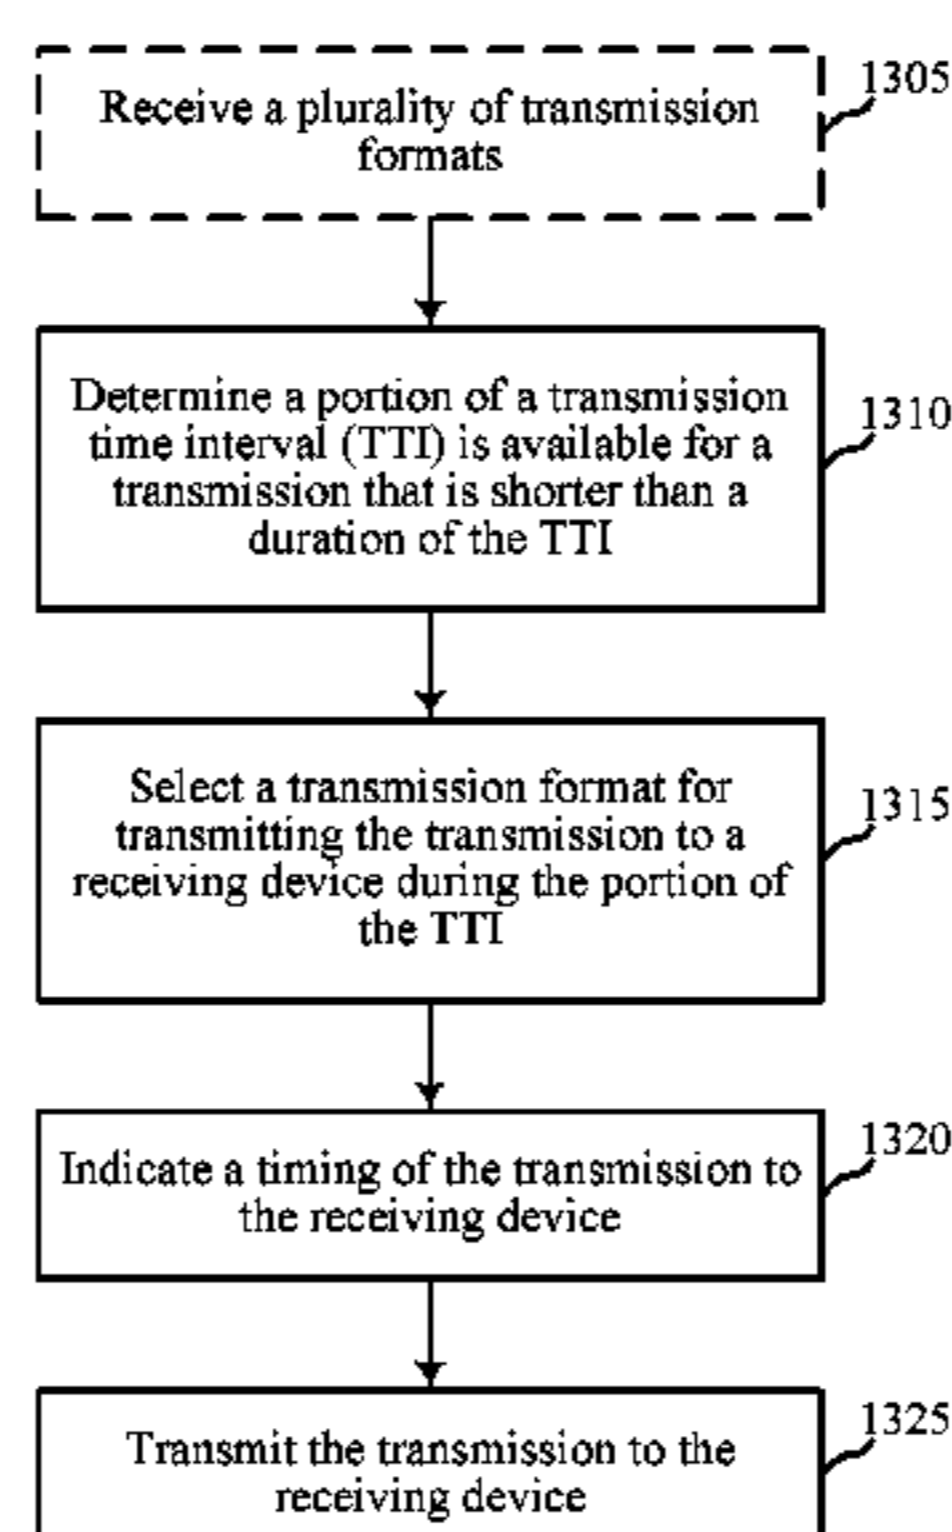 Receive a plurality of transmission
formats
1305
Determine a portion of a transmission
time interval (TTI) is available for a
transmission that is shorter than a
duration of the TTI
1310
Select a transmission format for
transmitting the transmission to a
receiving device during the portion of
the TTI
1315
Indicate a timing of the transmission to
the receiving device
1320
Transmit the transmission to the
receiving device
1325